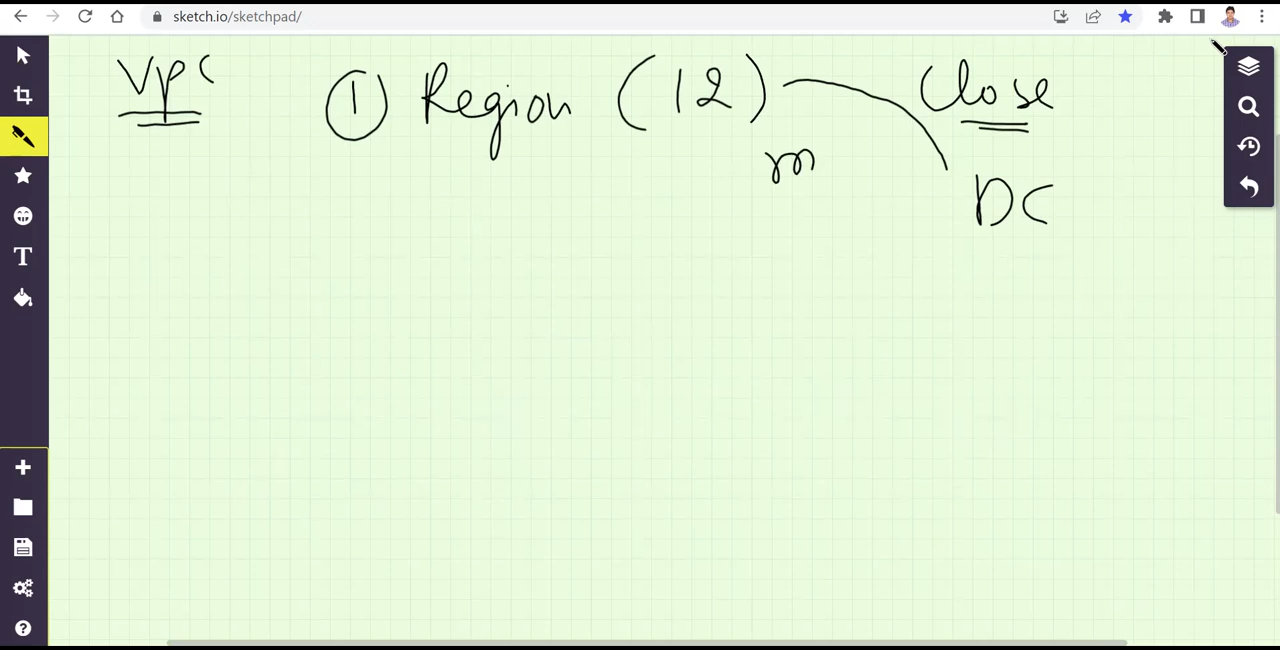 sketch.io/sketchpad/
VPC ① Region (12) Close
m
DC
T